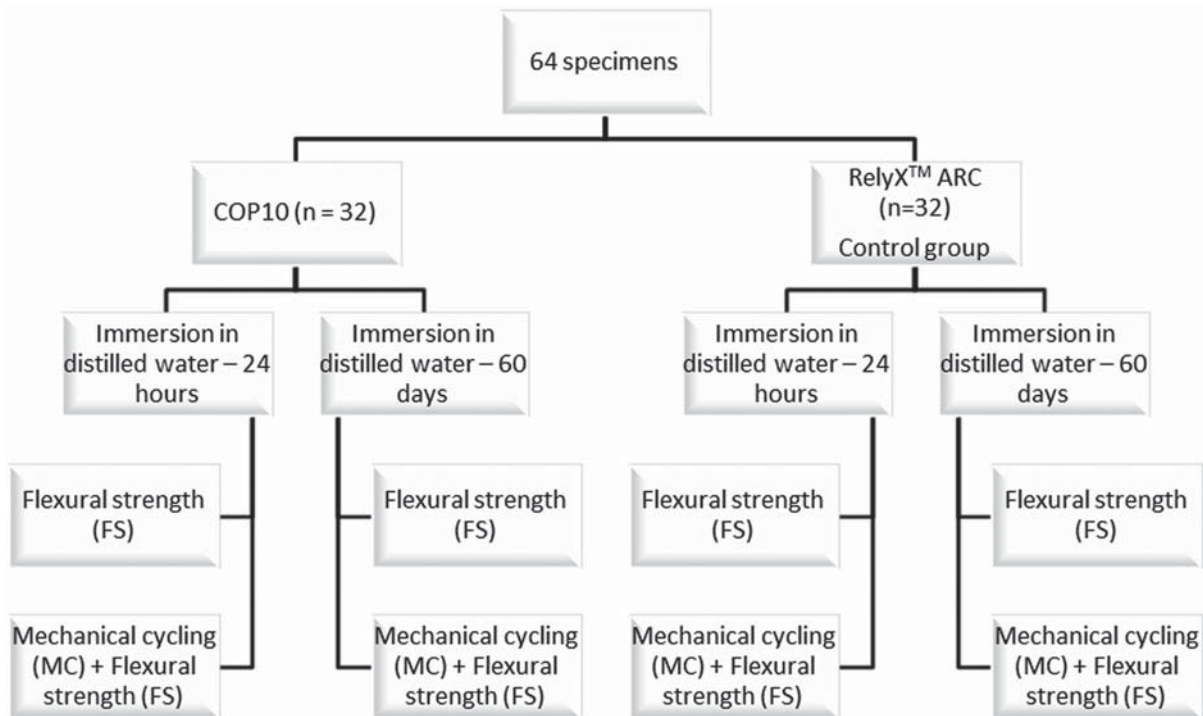 64 specimens
COP10 (n = 32)
RelyX™ ARC
(n=32)
Control group
Immersion in
distilled water – 24
hours
Immersion in
distilled water – 60
days
Immersion in
distilled water – 24
hours
Immersion in
distilled water – 60
days
Flexural strength
(FS)
Flexural strength
(FS)
Flexural strength
(FS)
Flexural strength
(FS)
Mechanical cycling
(MC) + Flexural
strength (FS)
Mechanical cycling
(MC) + Flexural
strength (FS)
Mechanical cycling
(MC) + Flexural
strength (FS)
Mechanical cycling
(MC) + Flexural
strength (FS)